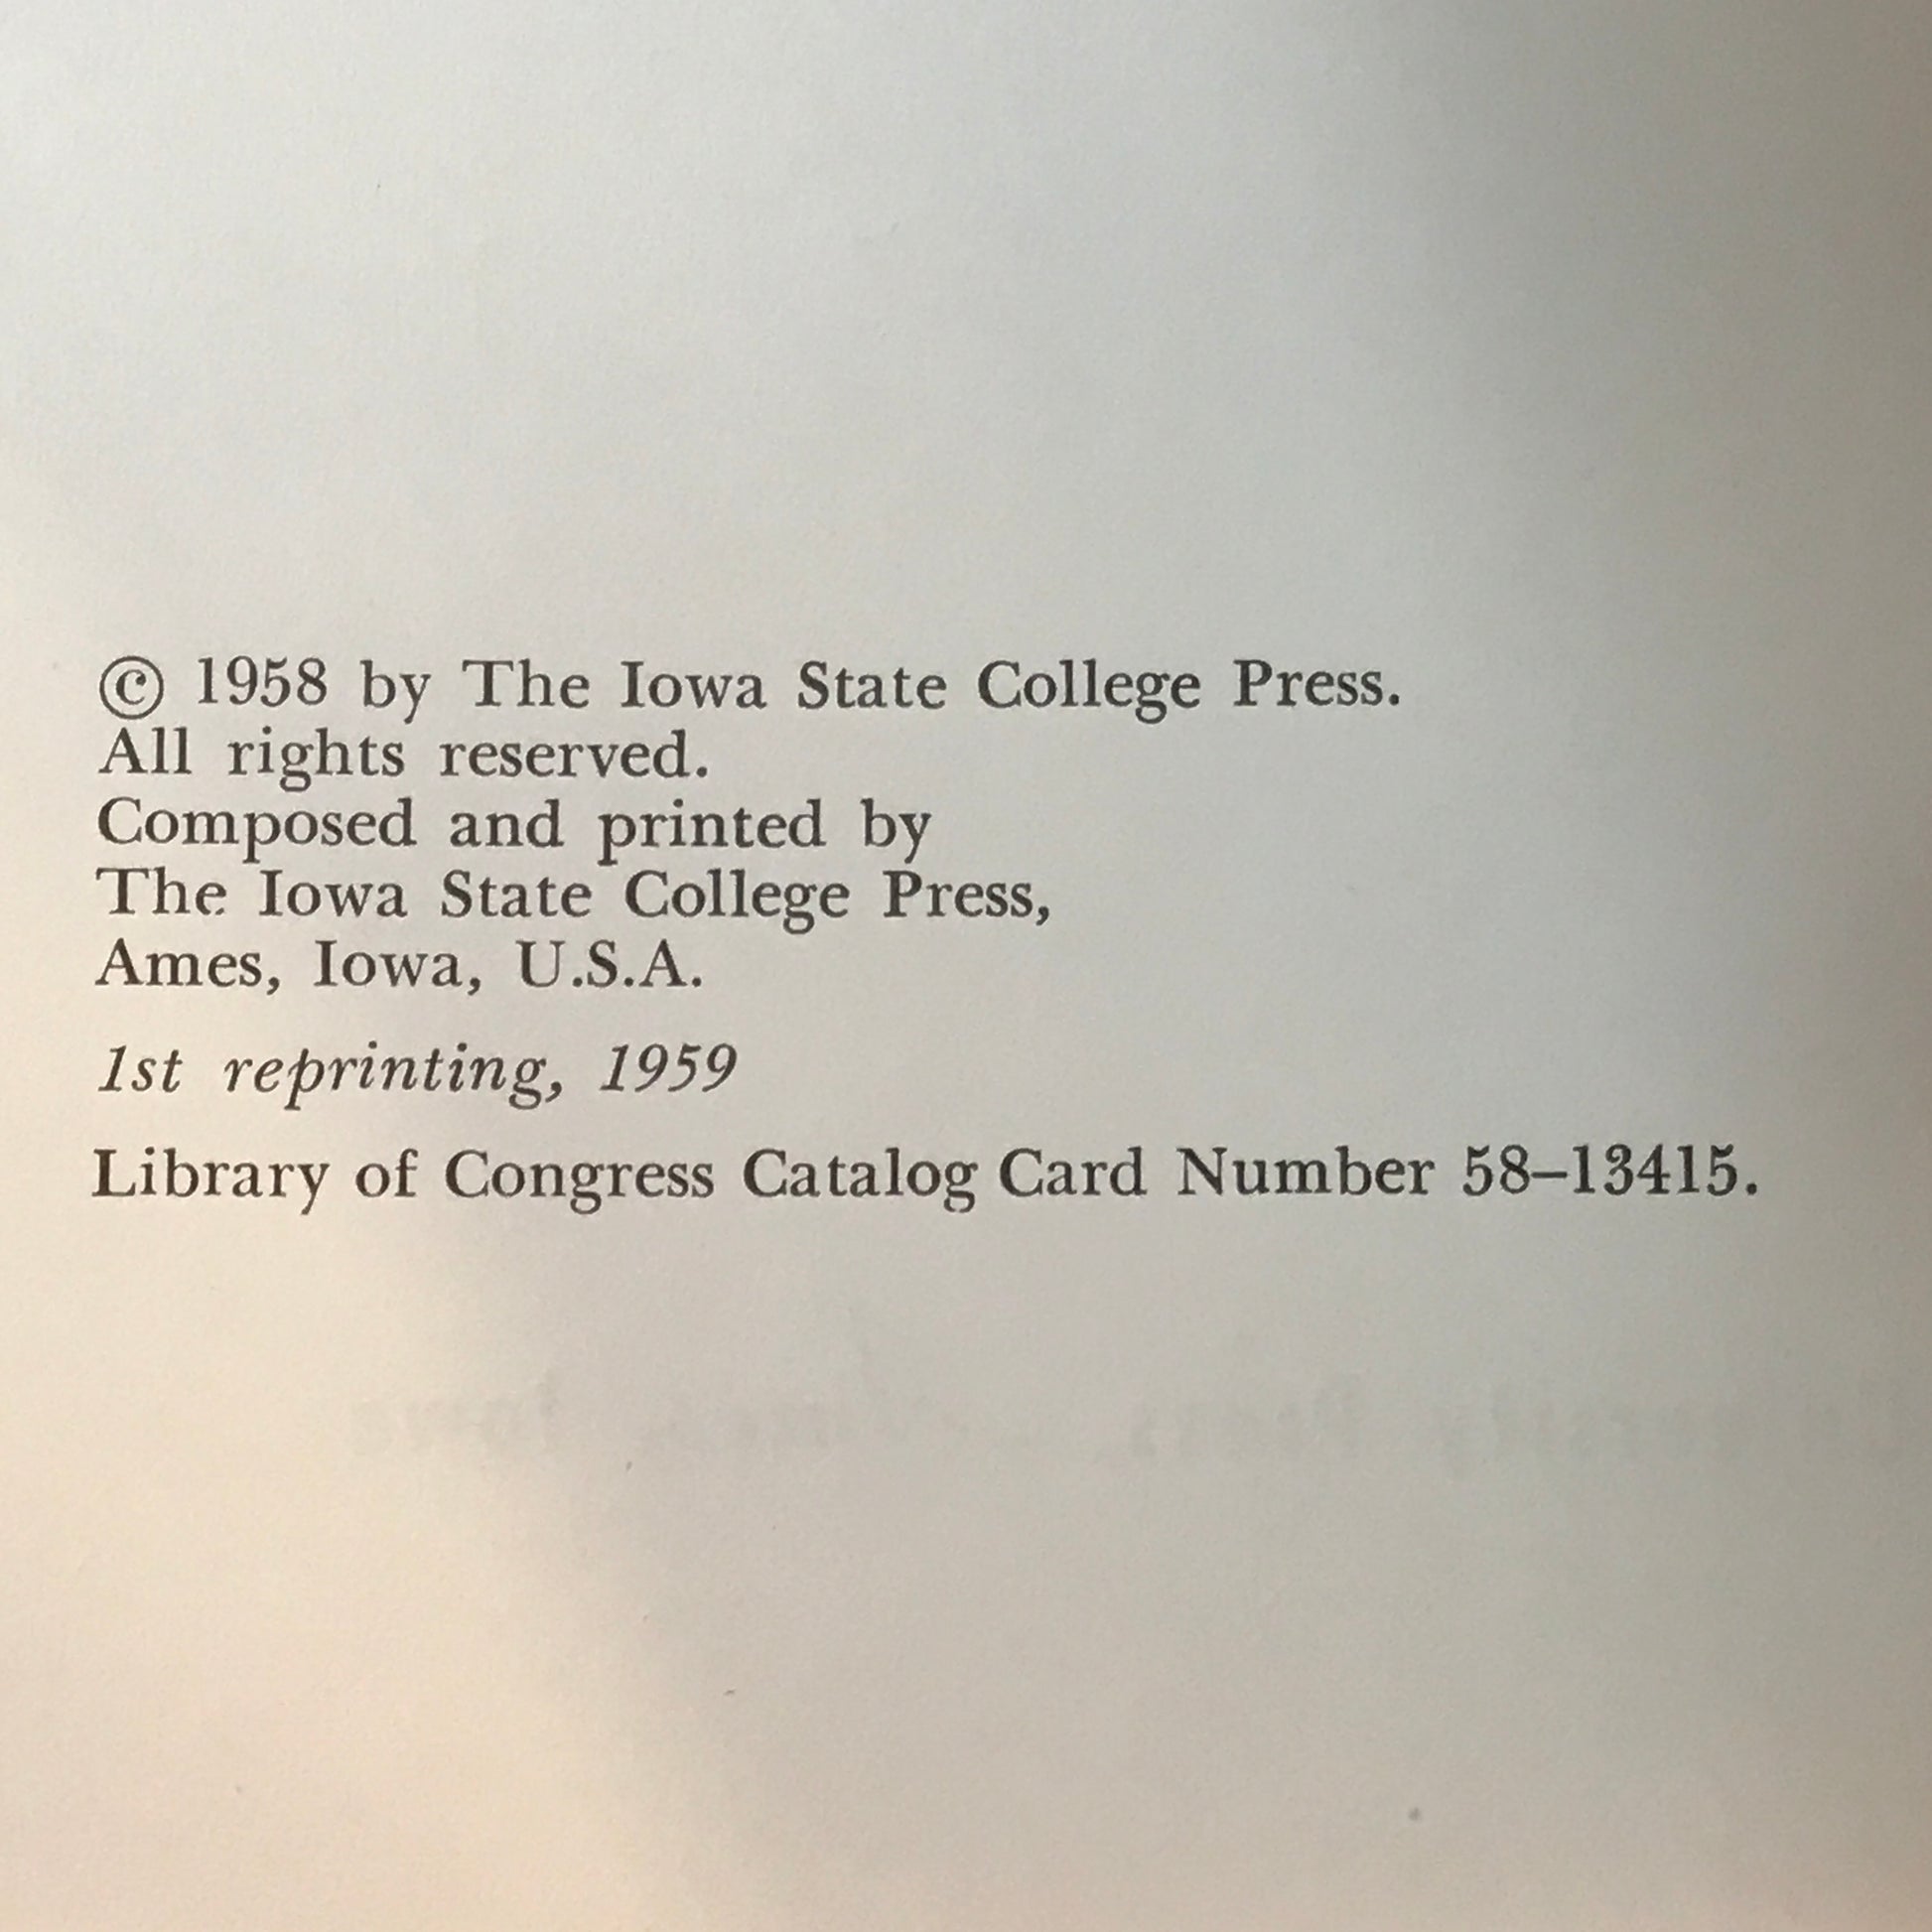 © 1958 by The Iowa State College Press.
All rights reserved.
Composed and printed by
The Iowa State College Press,
Ames, Iowa, U.S.A.
1st reprinting, 1959
Library of Congress Catalog Card Number 58–13415.